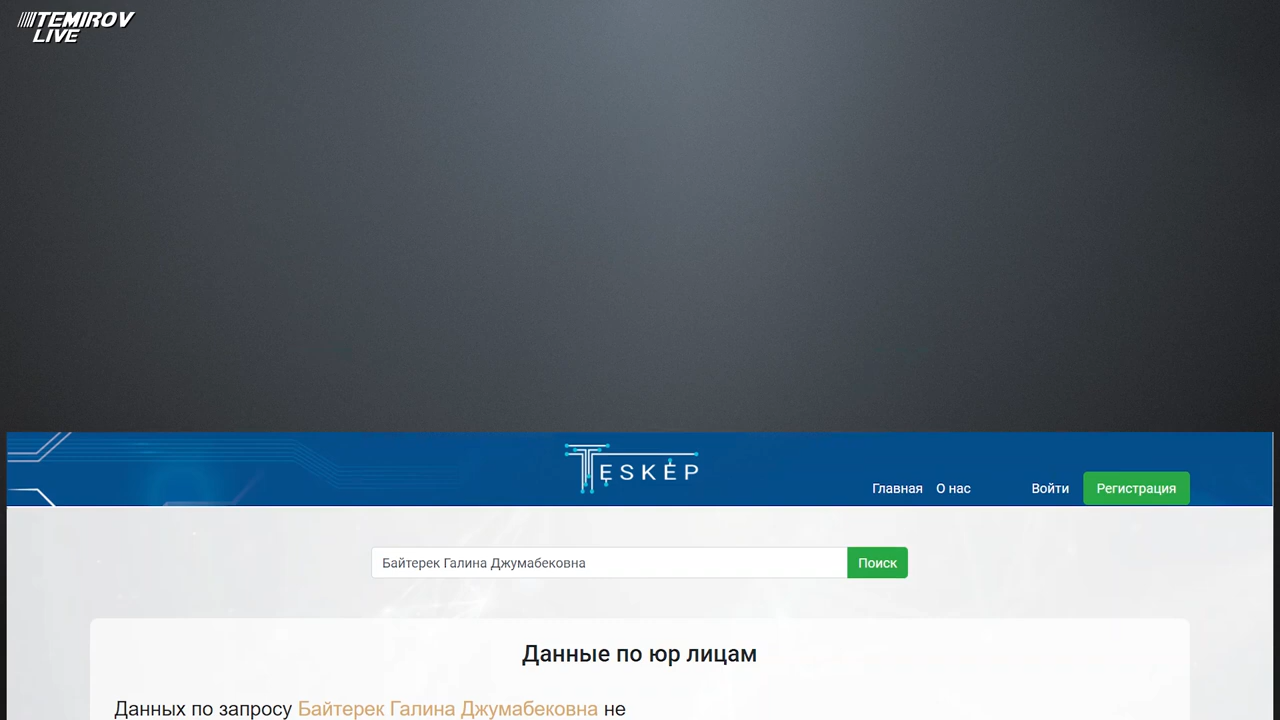 TEMIROV
LIVE
TESKEP
Главная О нас Войти Регистрация
Байтерек Галина Джумабековна Поиск
Данные по юр лицам
Данных по запросу Байтерек Галина Джумабековна не